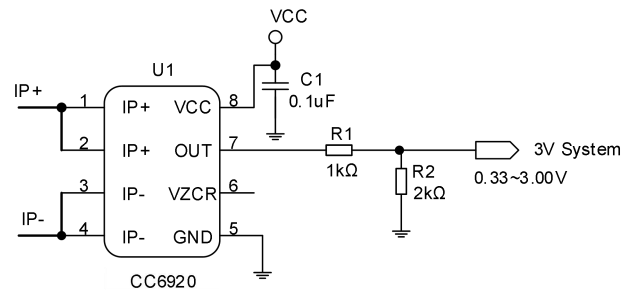 VCC
U1
C1
0.1uF
IP+
1 IP+ VCC 8
2 IP+ OUT 7
R1
1kΩ
3V System
0.33~3.00V
R2
2kΩ
3 IP- VZCR 6
IP-
4 IP- GND 5
CC6920